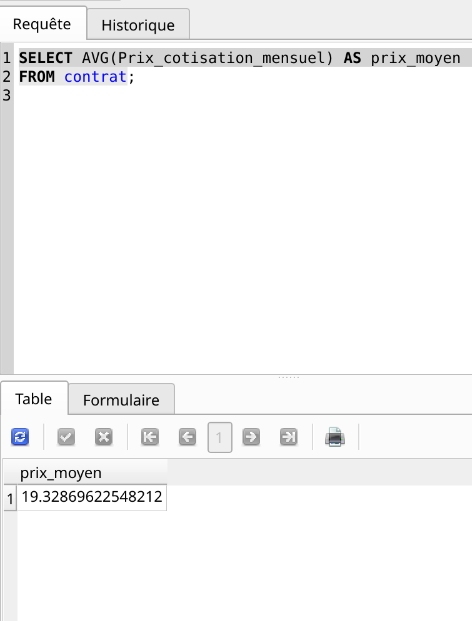 Requête Historique
1 SELECT AVG(Prix_cotisation_mensuel) AS prix_moyen
2 FROM contrat;
3
Table Formulaire
1
prix_moyen
1 19.32869622548212